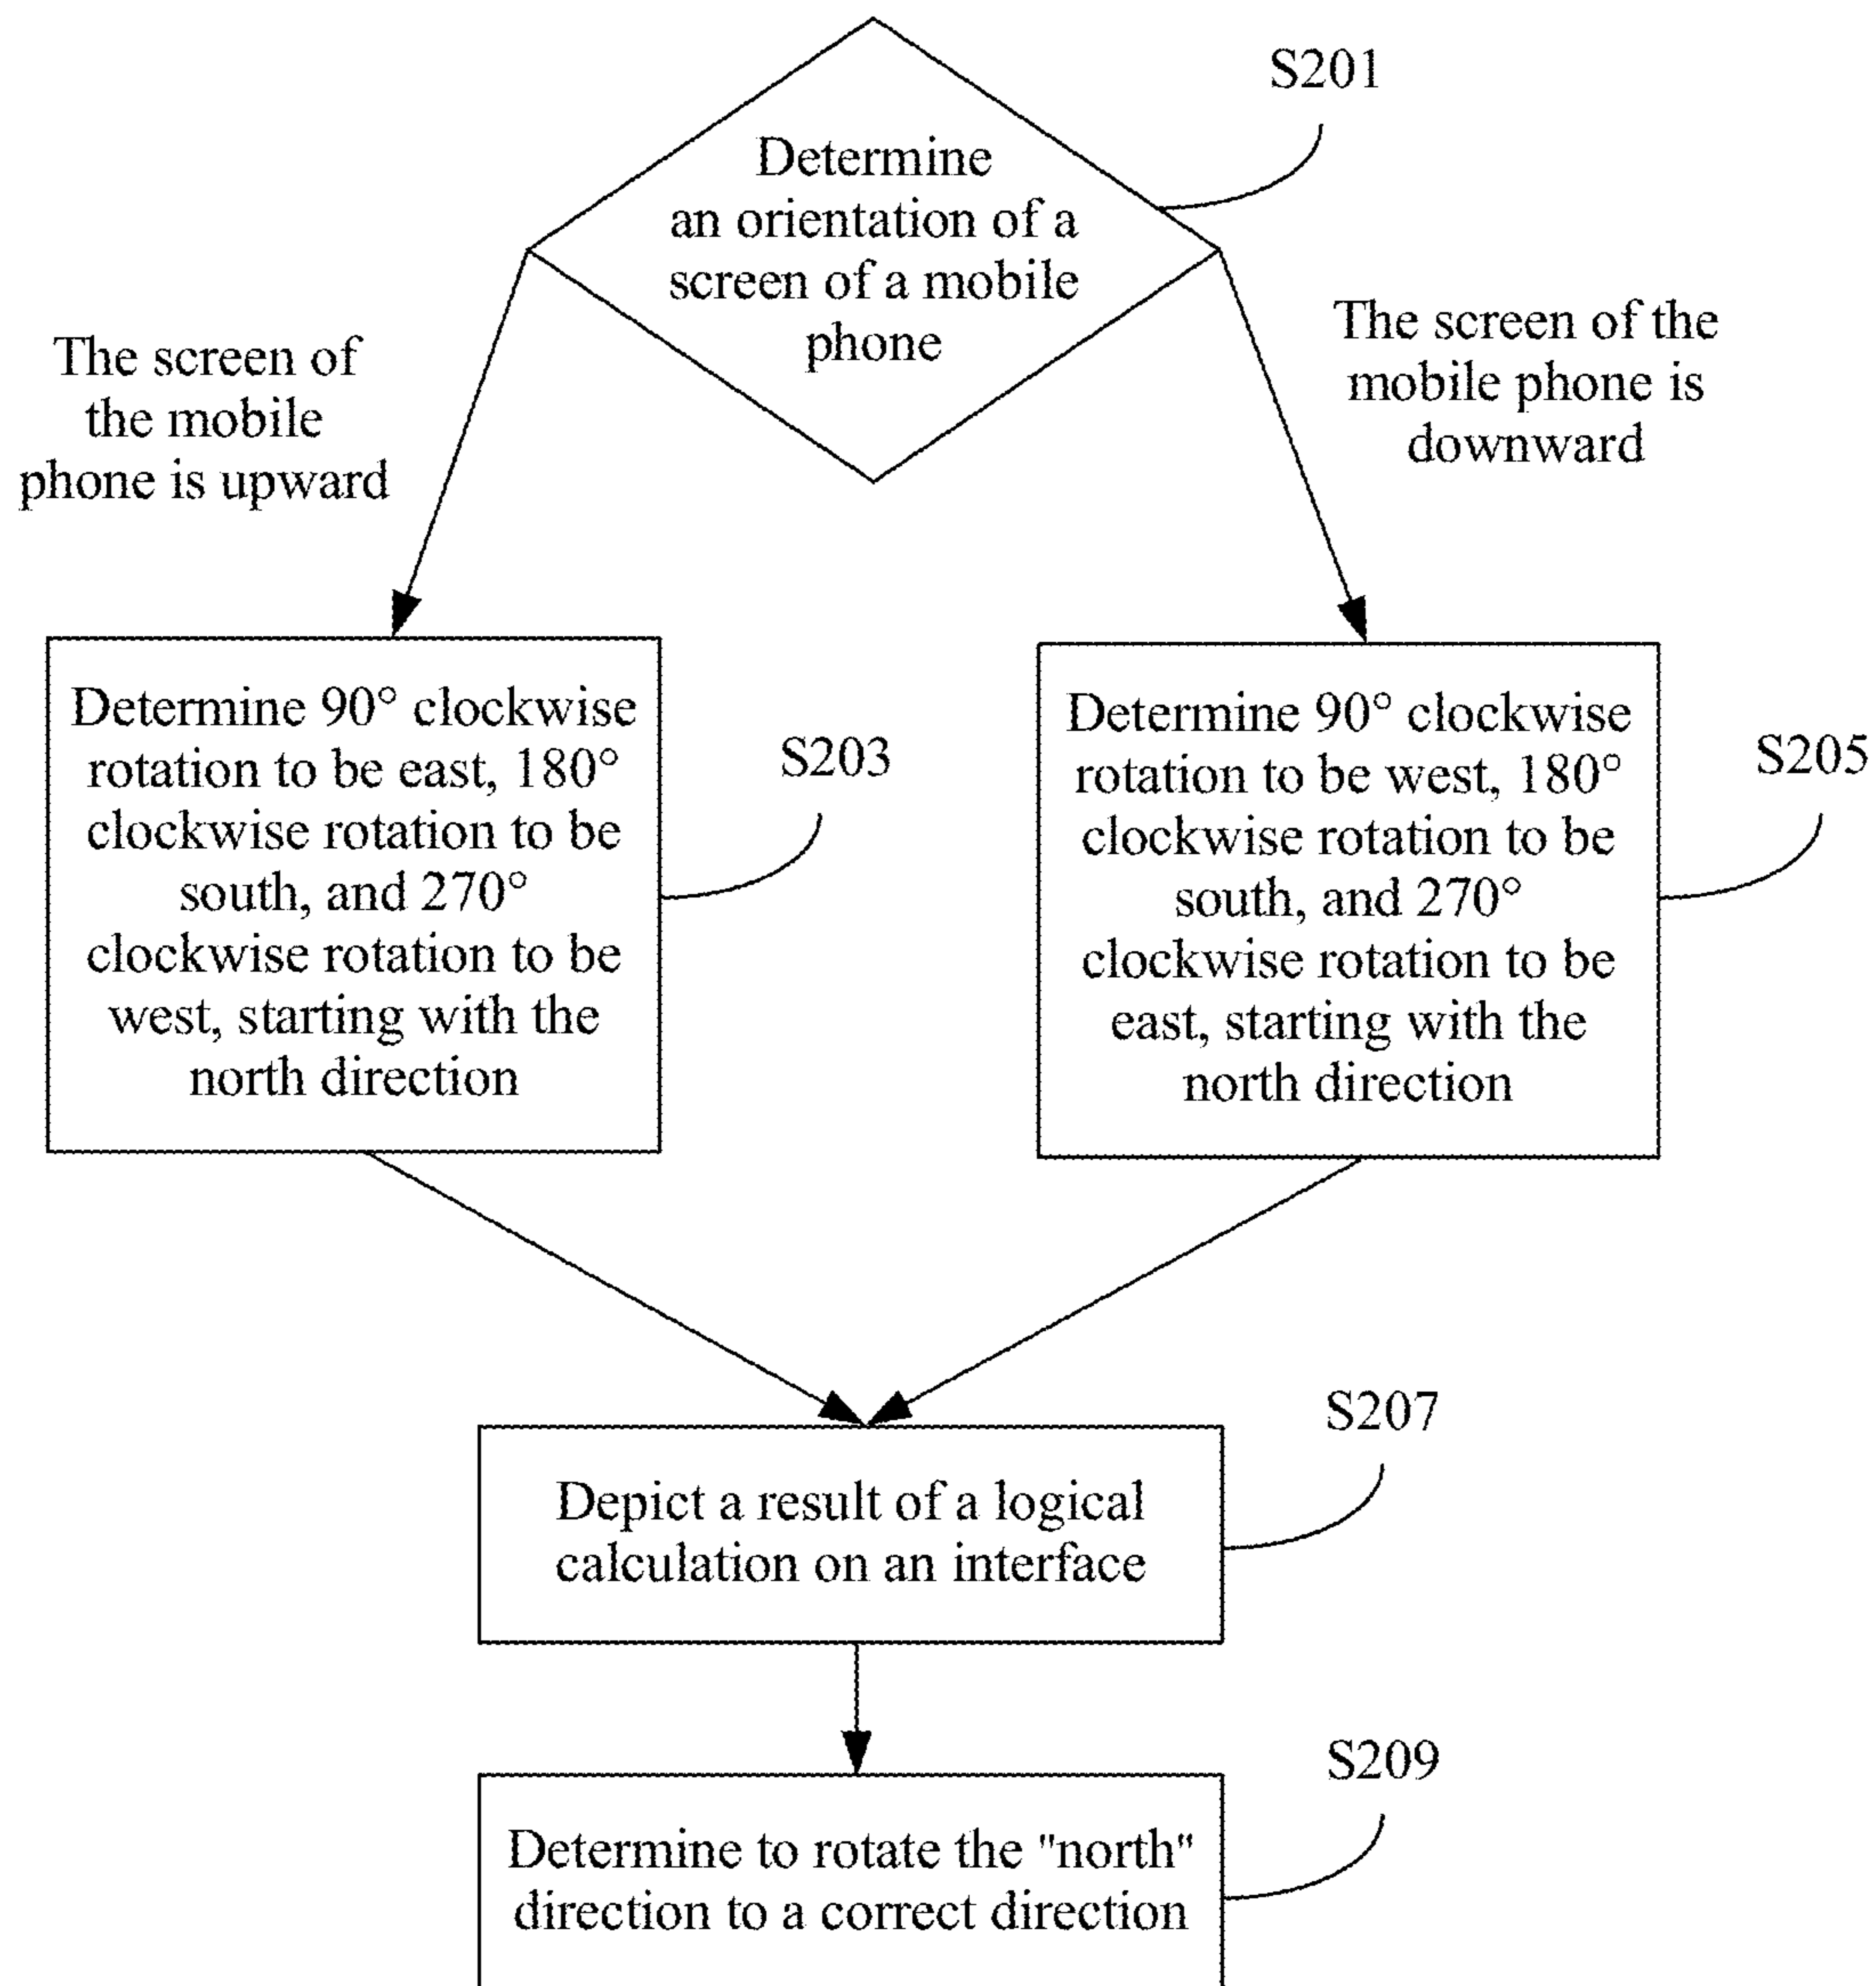 S201
Determine
an orientation of a
screen of a mobile
phone
The screen of
the mobile
phone is upward
The screen of the
mobile phone is
downward
Determine 90° clockwise
rotation to be east, 180°
clockwise rotation to be
south, and 270°
clockwise rotation to be
west, starting with the
north direction
S203
Determine 90° clockwise
rotation to be west, 180°
clockwise rotation to be
south, and 270°
clockwise rotation to be
east, starting with the
north direction
S205
S207
Depict a result of a logical
calculation on an interface
S209
Determine to rotate the "north"
direction to a correct direction